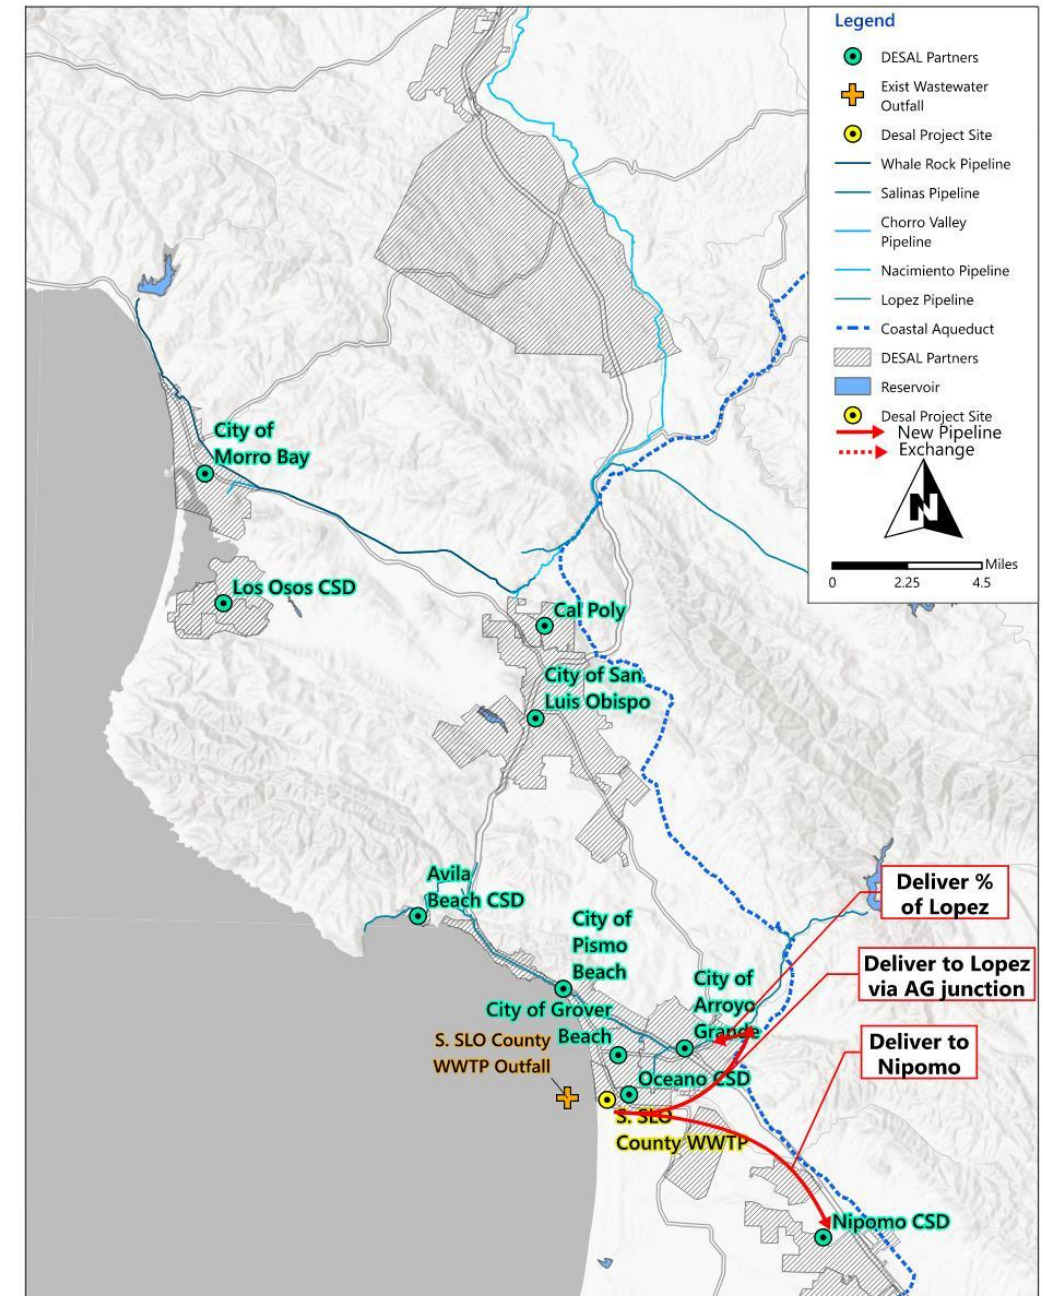 Legend
DESAL Partners
Exist Wastewater
Outfall
Desal Project Site
Whale Rock Pipeline
Salinas Pipeline
Chorro Valley
Pipeline
Nacimiento Pipeline
Lopez Pipeline
Coastal Aqueduct
DESAL Partners
Reservoir
Desal Project Site
New Pipeline
Exchange
N
Miles
0 2.25 4.5
City of
Morro Bay
Los Osos CSD
Cal Poly
City of San
Luis Obispo
Avila
Beach CSD
City of
Pismo
Beach
City of Grover
Beach
City of
Arroyo
Grande
S. SLO County
WWTP Outfall
Oceano CSD
S. SLO
County WWTP
Nipomo CSD
Deliver %
of Lopez
Deliver to Lopez
via AG junction
Deliver to
Nipomo